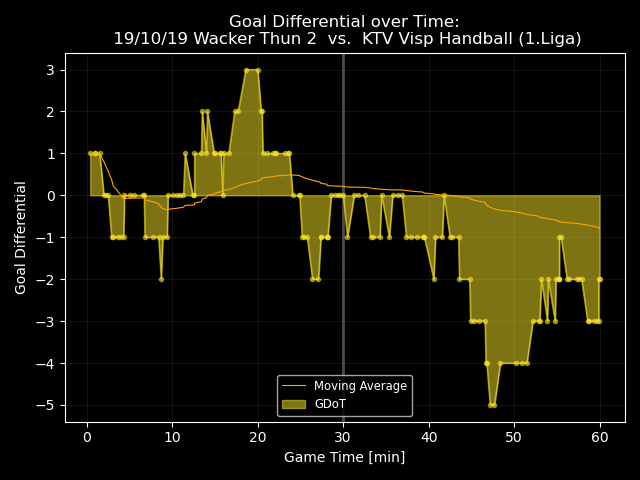 Goal Differential over Time:
19/10/19 Wacker Thun 2  vs.  KTV Visp Handball (1.Liga)
Goal Differential
3
2
1
0
−1
−2
−3
−4
−5
Moving Average
GDoT
0 10 20 30 40 50 60
Game Time [min]